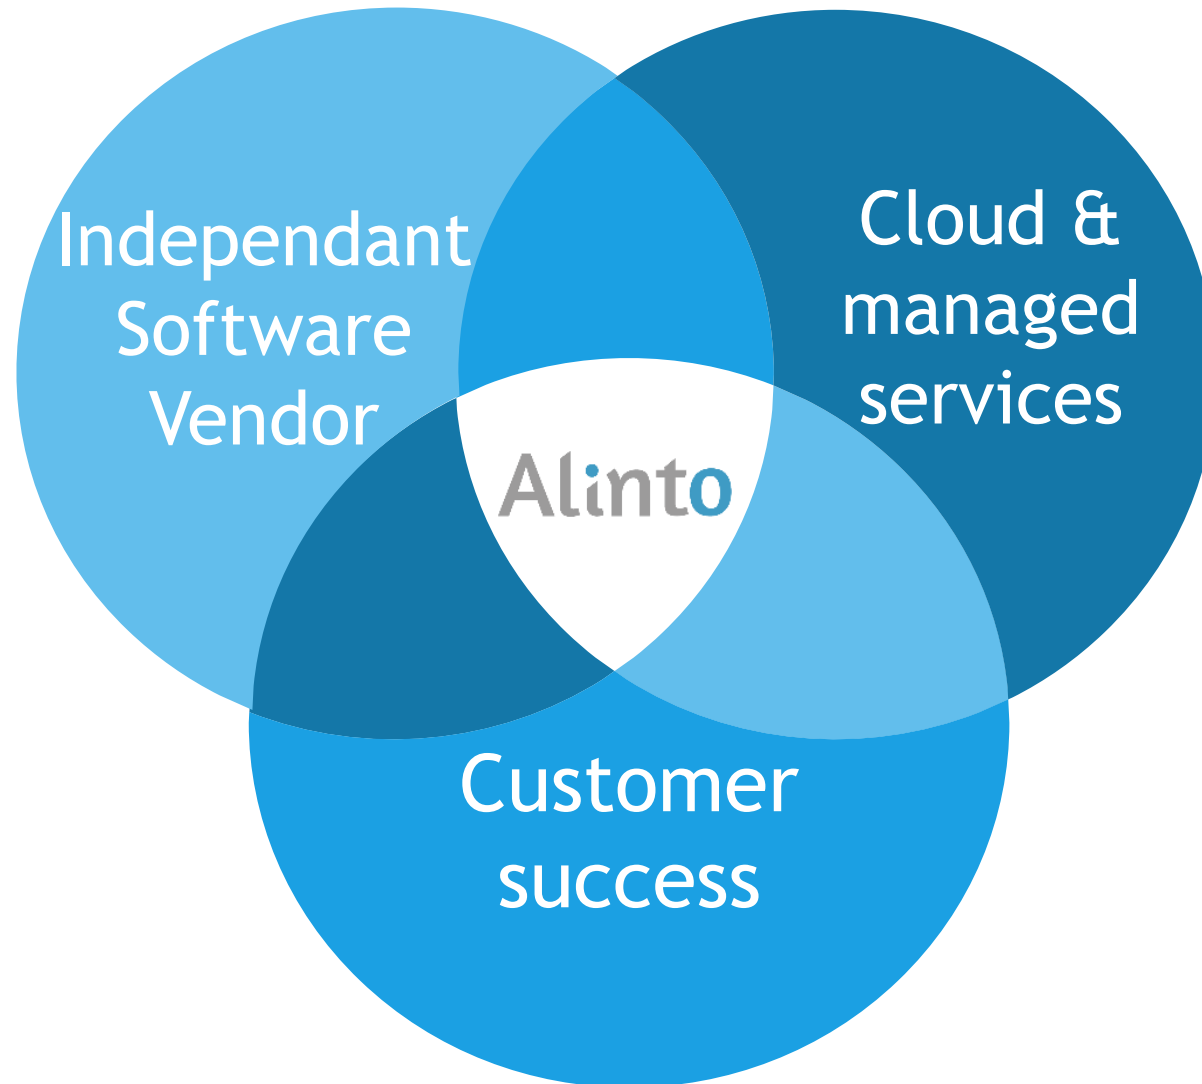 Independant
Software
Vendor
Cloud &
managed
services
Alinto
Customer
success